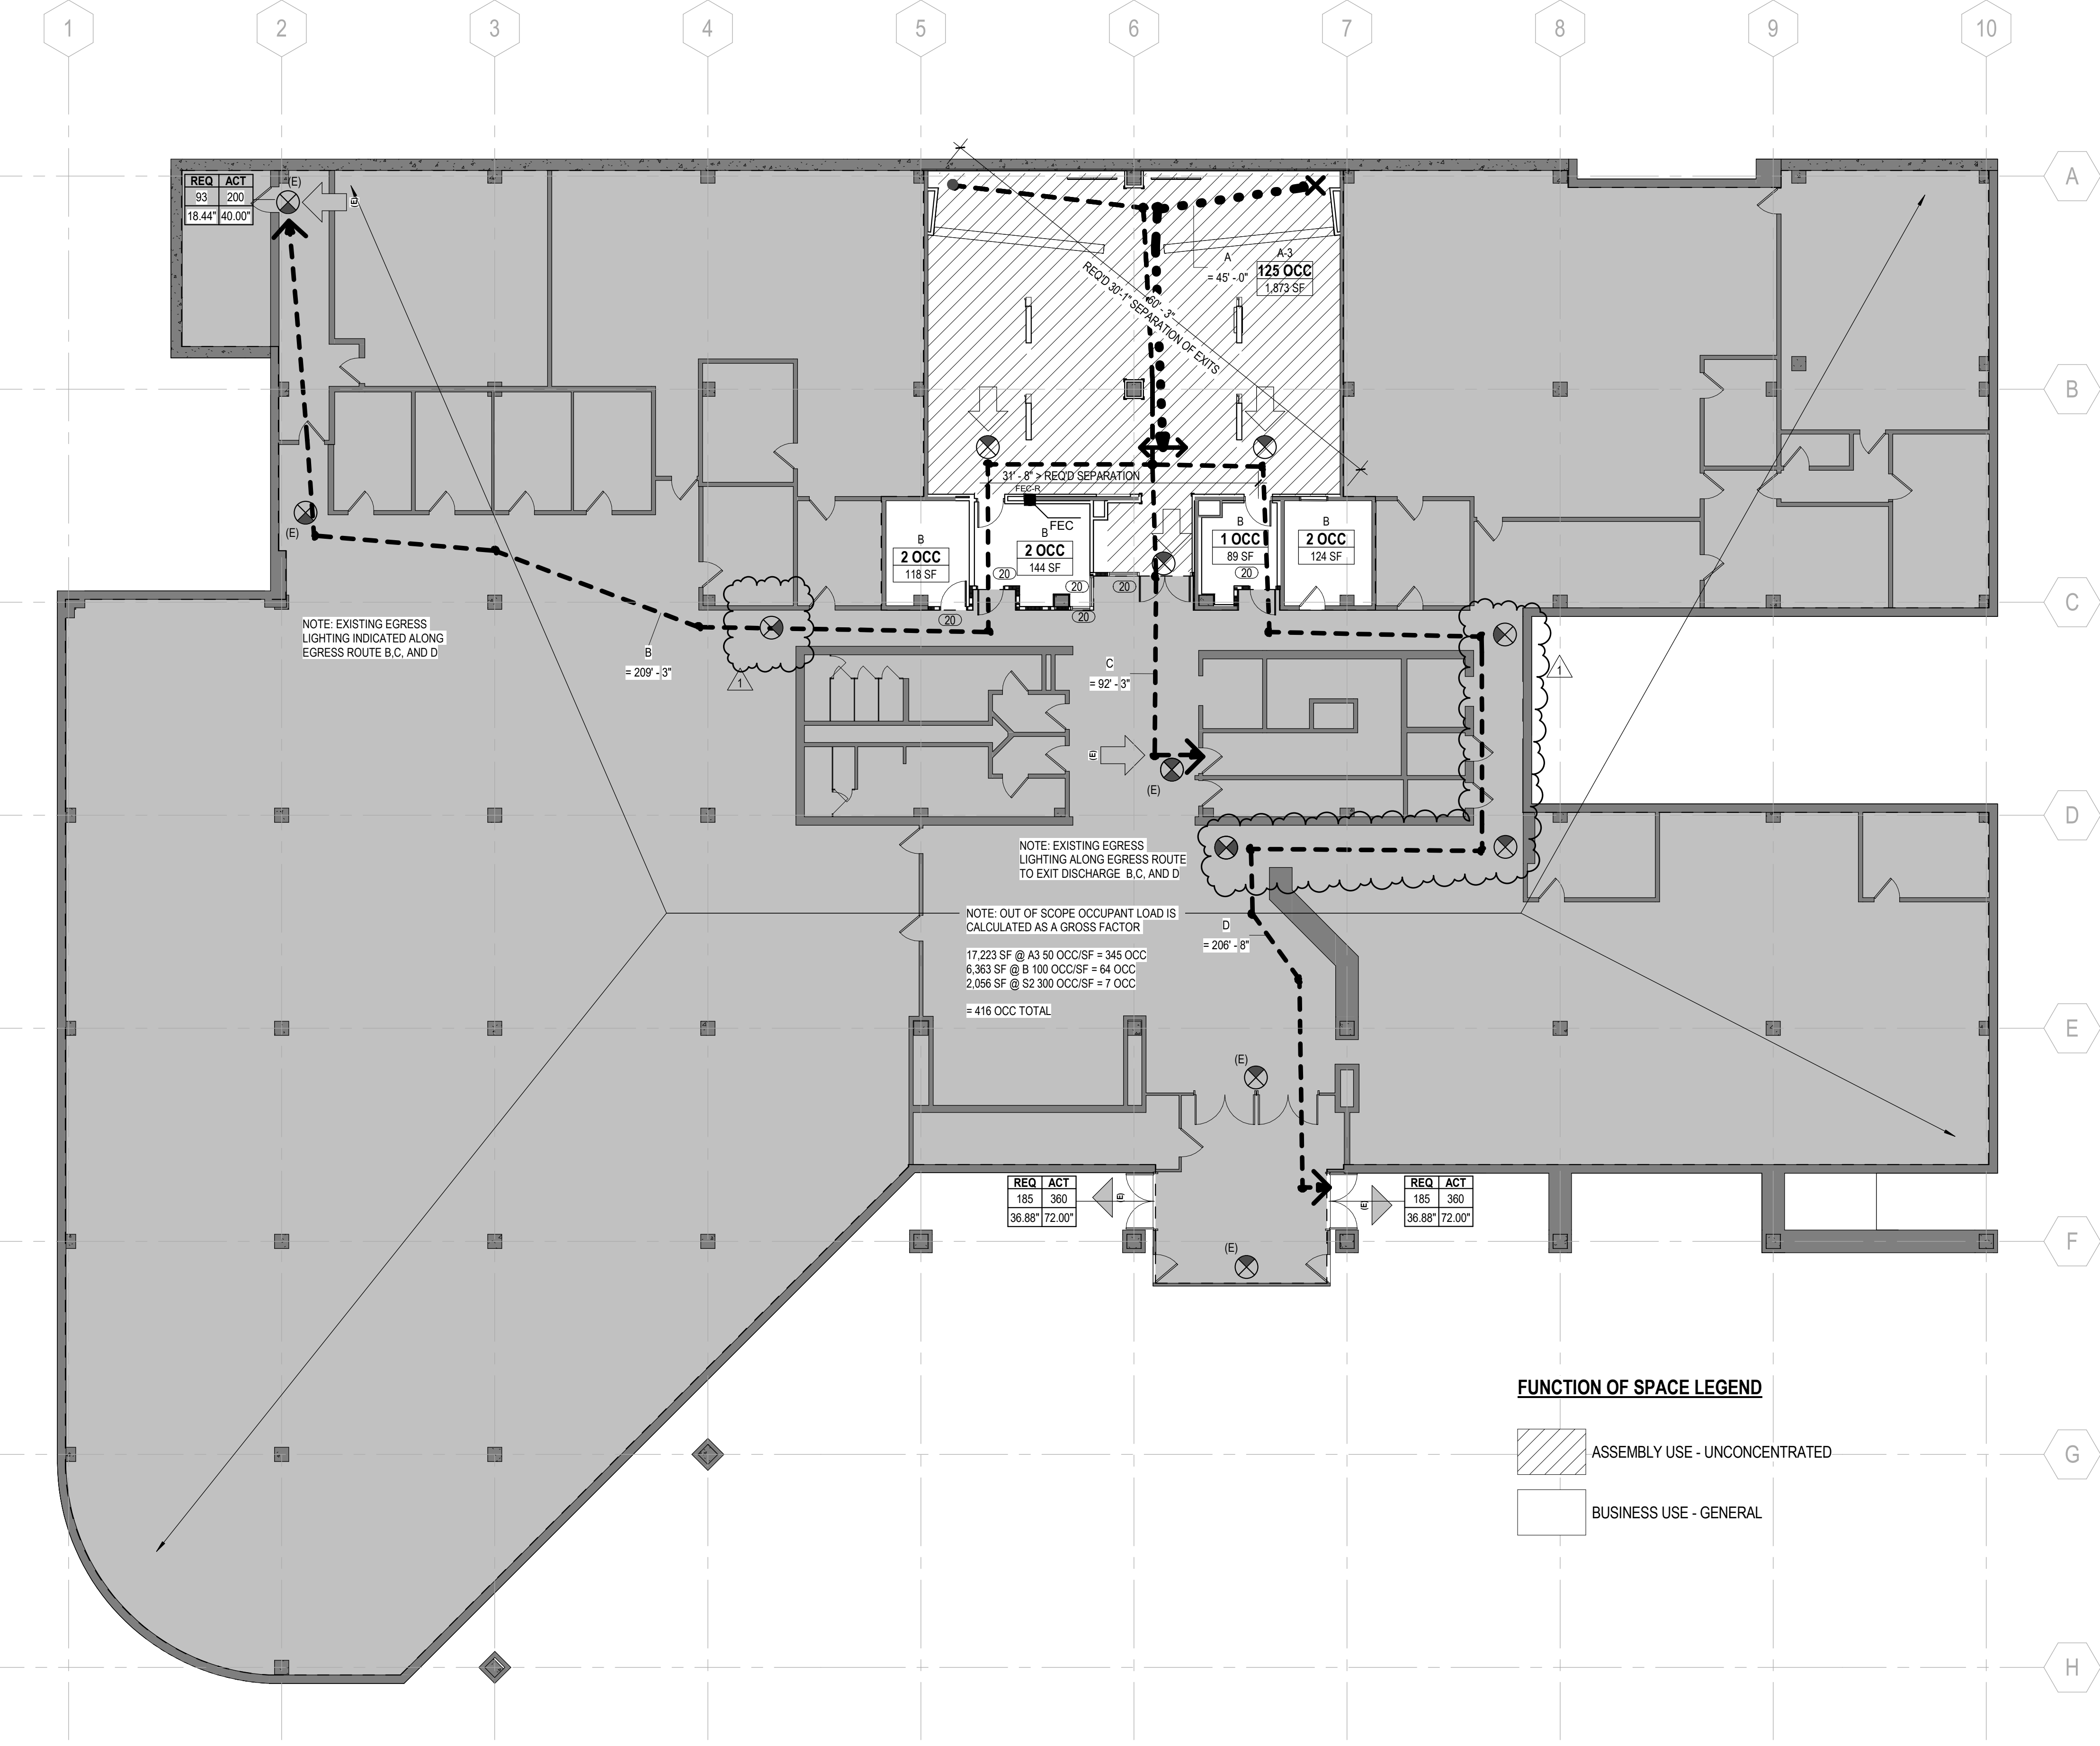 1
2
3
4
5
6
7
8
9
10
A
B
C
D
E
F
G
H
REQ ACT
93 200
18.44" 40.00"
(E)
(E)
A
= 45' - 0"
A-3
125 OCC
1,873 SF
60' - 3"
REQ'D 30'-1" SEPARATION OF EXITS
31' - 8" > REQ'D SEPARATION
FEC-R
FEC
(E)
B
2 OCC
118 SF
B
2 OCC
144 SF
B
1 OCC
89 SF
B
2 OCC
124 SF
20
20
20
20
20
20
NOTE: EXISTING EGRESS
LIGHTING INDICATED ALONG
EGRESS ROUTE B,C, AND D
B
= 209' - 3"
1
C
= 92' - 3"
1
(E)
(E)
NOTE: EXISTING EGRESS
LIGHTING ALONG EGRESS ROUTE
TO EXIT DISCHARGE B,C, AND D
NOTE: OUT OF SCOPE OCCUPANT LOAD IS
CALCULATED AS A GROSS FACTOR
17,223 SF @ A3 50 OCC/SF = 345 OCC
6,363 SF @ B 100 OCC/SF = 64 OCC
2,056 SF @ S2 300 OCC/SF = 7 OCC
= 416 OCC TOTAL
D
= 206' - 8"
(E)
REQ ACT
185 360
36.88" 72.00"
(E)
(E)
REQ ACT
185 360
36.88" 72.00"
(E)
FUNCTION OF SPACE LEGEND
ASSEMBLY USE - UNCONCENTRATED
BUSINESS USE - GENERAL